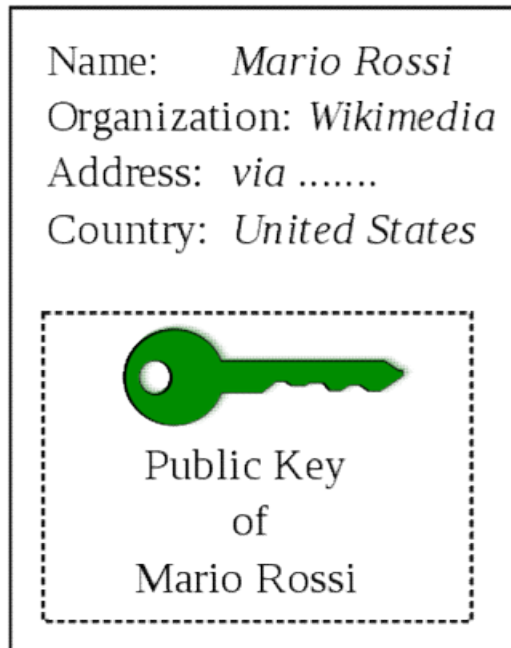 Name: Mario Rossi
Organization: Wikimedia
Address: via .......
Country: United States
Public Key
of
Mario Rossi